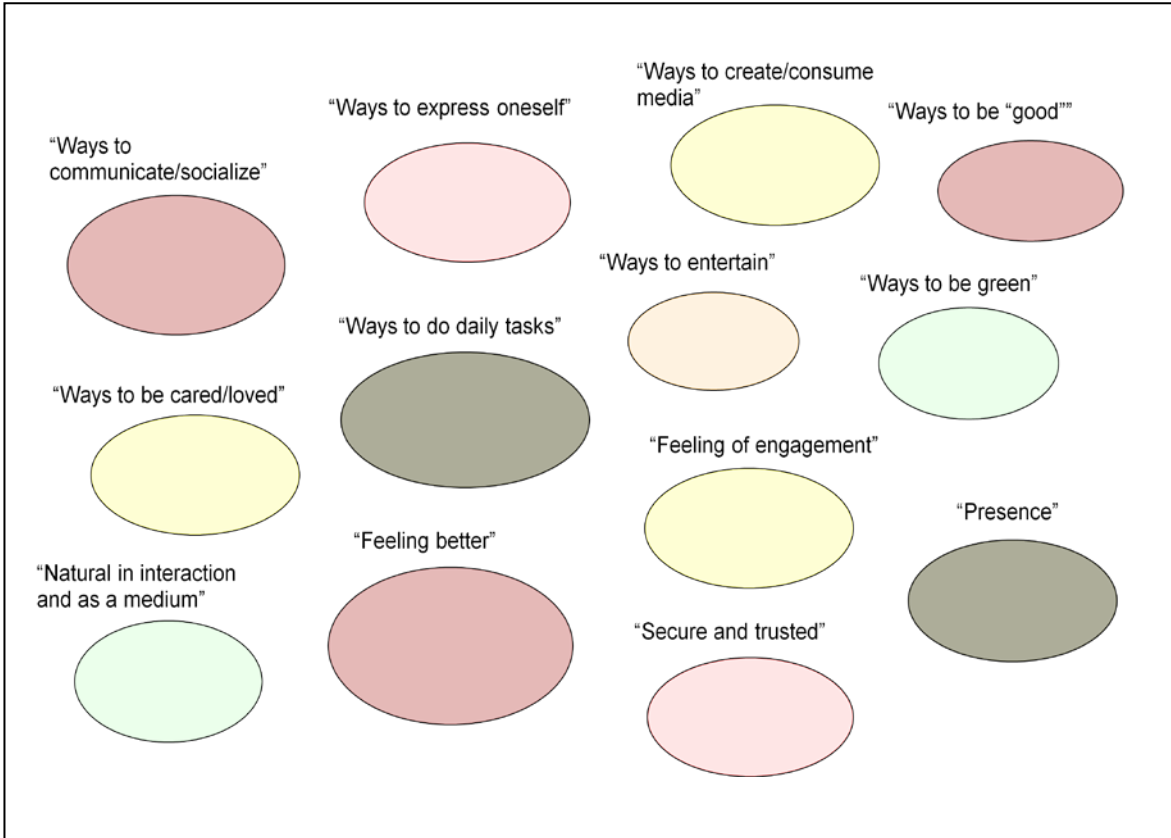 “Ways to create/consume
media”
“Ways to express oneself”
“Ways to be “good””
“Ways to
communicate/socialize”
“Ways to entertain”
“Ways to be green”
“Ways to do daily tasks”
“Ways to be cared/loved”
“Feeling of engagement”
“Presence”
“Feeling better”
“Natural in interaction
and as a medium”
“Secure and trusted”